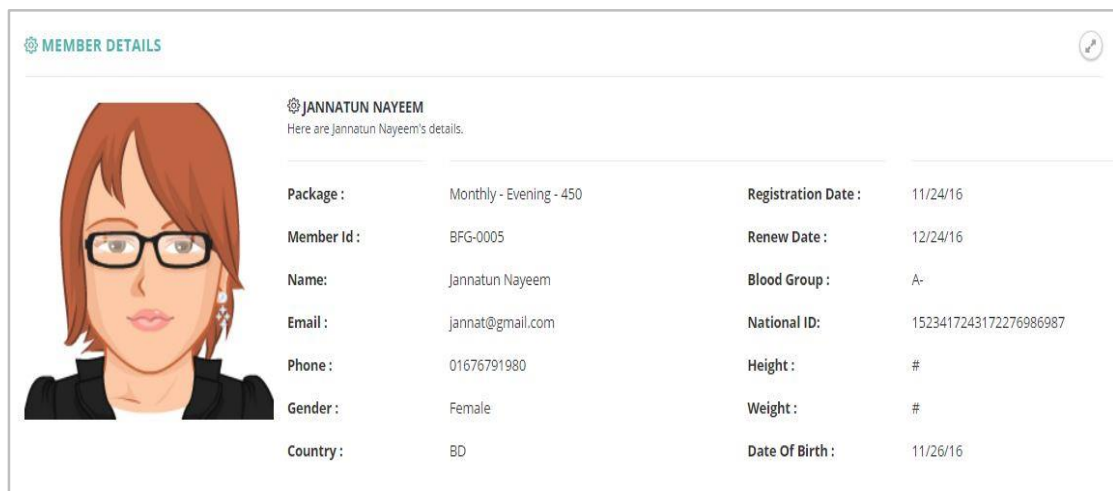 MEMBER DETAILS
JANNATUN NAYEEM
Here are Jannatun Nayeem's details.
Package : Monthly - Evening - 450 Registration Date : 11/24/16
Member Id : BFG-0005 Renew Date : 12/24/16
Name: Jannatun Nayeem Blood Group : A-
Email : jannat@gmail.com National ID: 1523417243172276986987
Phone : 01676791980 Height : #
Gender : Female Weight : #
Country : BD Date Of Birth : 11/26/16